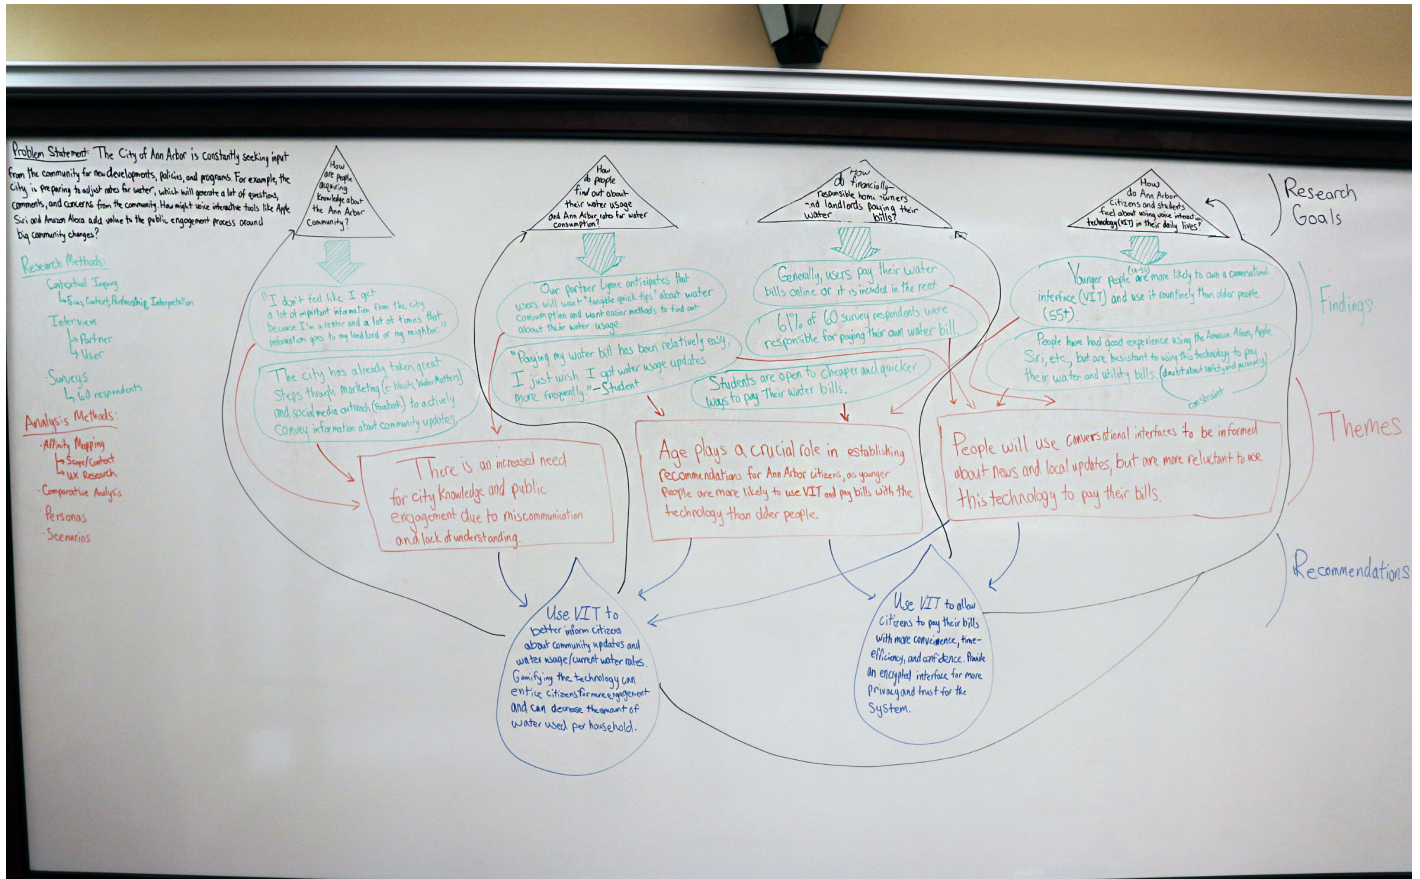 Problem Statement: The City of Ann Arbor is constantly seeking input
from the community for new developments, policies, and programs. For example, the
City is preparing to adjust rates for water, which will generate a lot of questions,
comments, and concerns from the community. How might voice interactive tools like Apple
Siri and Amazon Alexa add value to the public engagement process around
big community changes?
Research Methods:
Contextual Inquiry
Focus, Context, Partnership, Interpretation
Interview
Partner
User
Surveys
60 respondents
Analysis Methods:
Affinity Mapping
Scope/Context
UX Research
Comparative Analysis
Personas
Scenarios
How
are people
acquiring
knowledge about
the Ann Arbor
Community?
How
do people
find out about
their water usage
and Ann Arbor rates for water
consumption?
How
do financially-
responsible home owners
and landlords paying their
water bills?
How
do Ann Arbor
Citizens and students
feel about using voice interaction
technology (VIT) in their daily lives?
Research
Goals
"I don't feel like I get
a lot of important information from the city
because I'm a renter and a lot of times that
information goes to my landlord or my neighbor."
The city has already taken great
steps through marketing (e-blasts, WaterMatters)
and social media outreach (Facebook) to actively
convey information about community updates.
Our partner Lynne anticipates that
users will want "tangible quick tips" about water
consumption and want easier methods to find out
about their water usage
"Paying my water bill has been relatively easy,
I just wish I got water usage updates
more frequently." -Student
Generally, users pay their water
bills online or it is included in the rent.
61% of 60 survey respondents were
responsible for paying their own water bill
Students are open to cheaper and quicker
ways to pay their water bills.
Younger people (18-35) are more likely to own a conversational
interface (VIT) and use it rountinely than older people
(55+).
People have had good experience using the Amazon Alexa, Apple
Siri, etc., but are hesistant to using this technology to pay
their water and utility bills. (doubt about safety and
constraint
Findings
There is an increased need
for city knowledge and public
engagement due to miscommunication
and lack of understanding.
Age plays a crucial role in establishing
recommendations for Ann Arbor citizens, as younger
People are more likely to use VIT and pay bills with the
technology than older people.
People will use conversational interfaces to be informed
about news and local updates, but are more reluctant to use
this technology to pay their bills.
Themes
Use VIT to
better inform citizens
about community updates and
water usage/current water rates.
Gamifying the technology can
entice citizens for more engagement
and can decrease the amount of
water used per household.
Use VIT to allow
citizens to pay their bills
with more convenience, time-
efficiency, and confidence. Provide
an encrypted interface for more
privacy and trust for the
system.
Recommendations